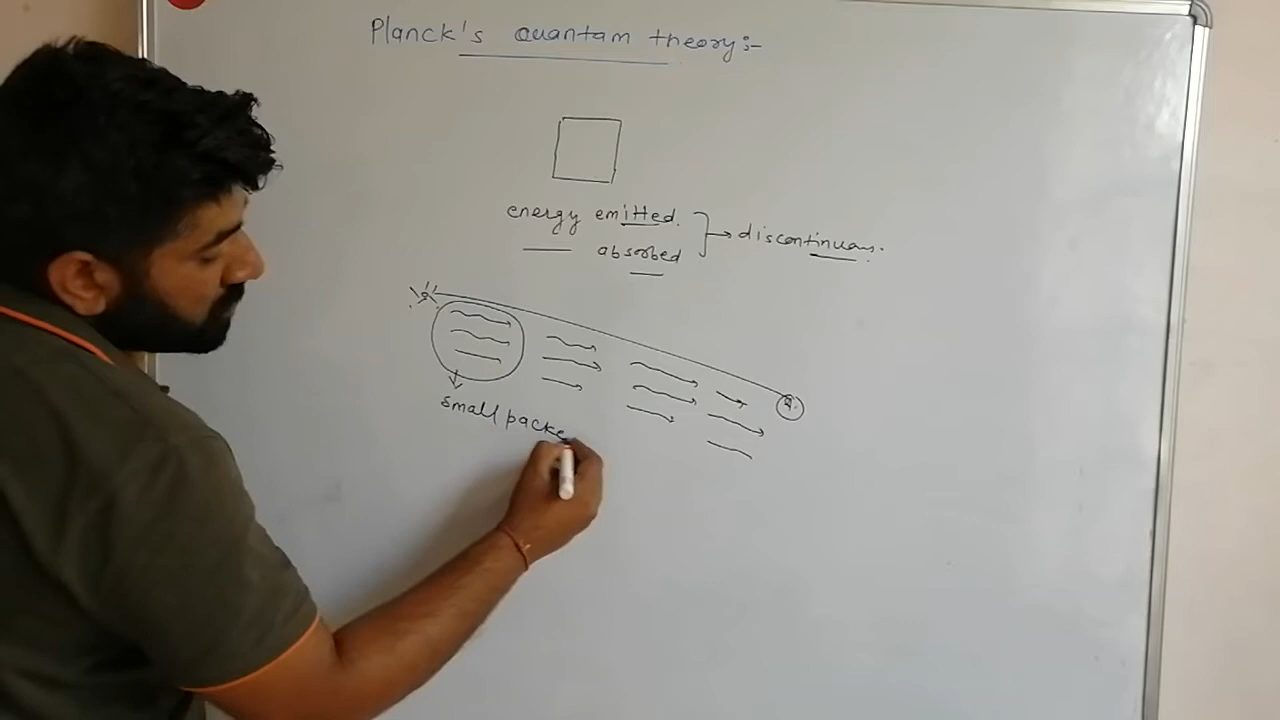 Planck's quantam theory:-
energy emitted.
absorbed
discontinuous.
small packe